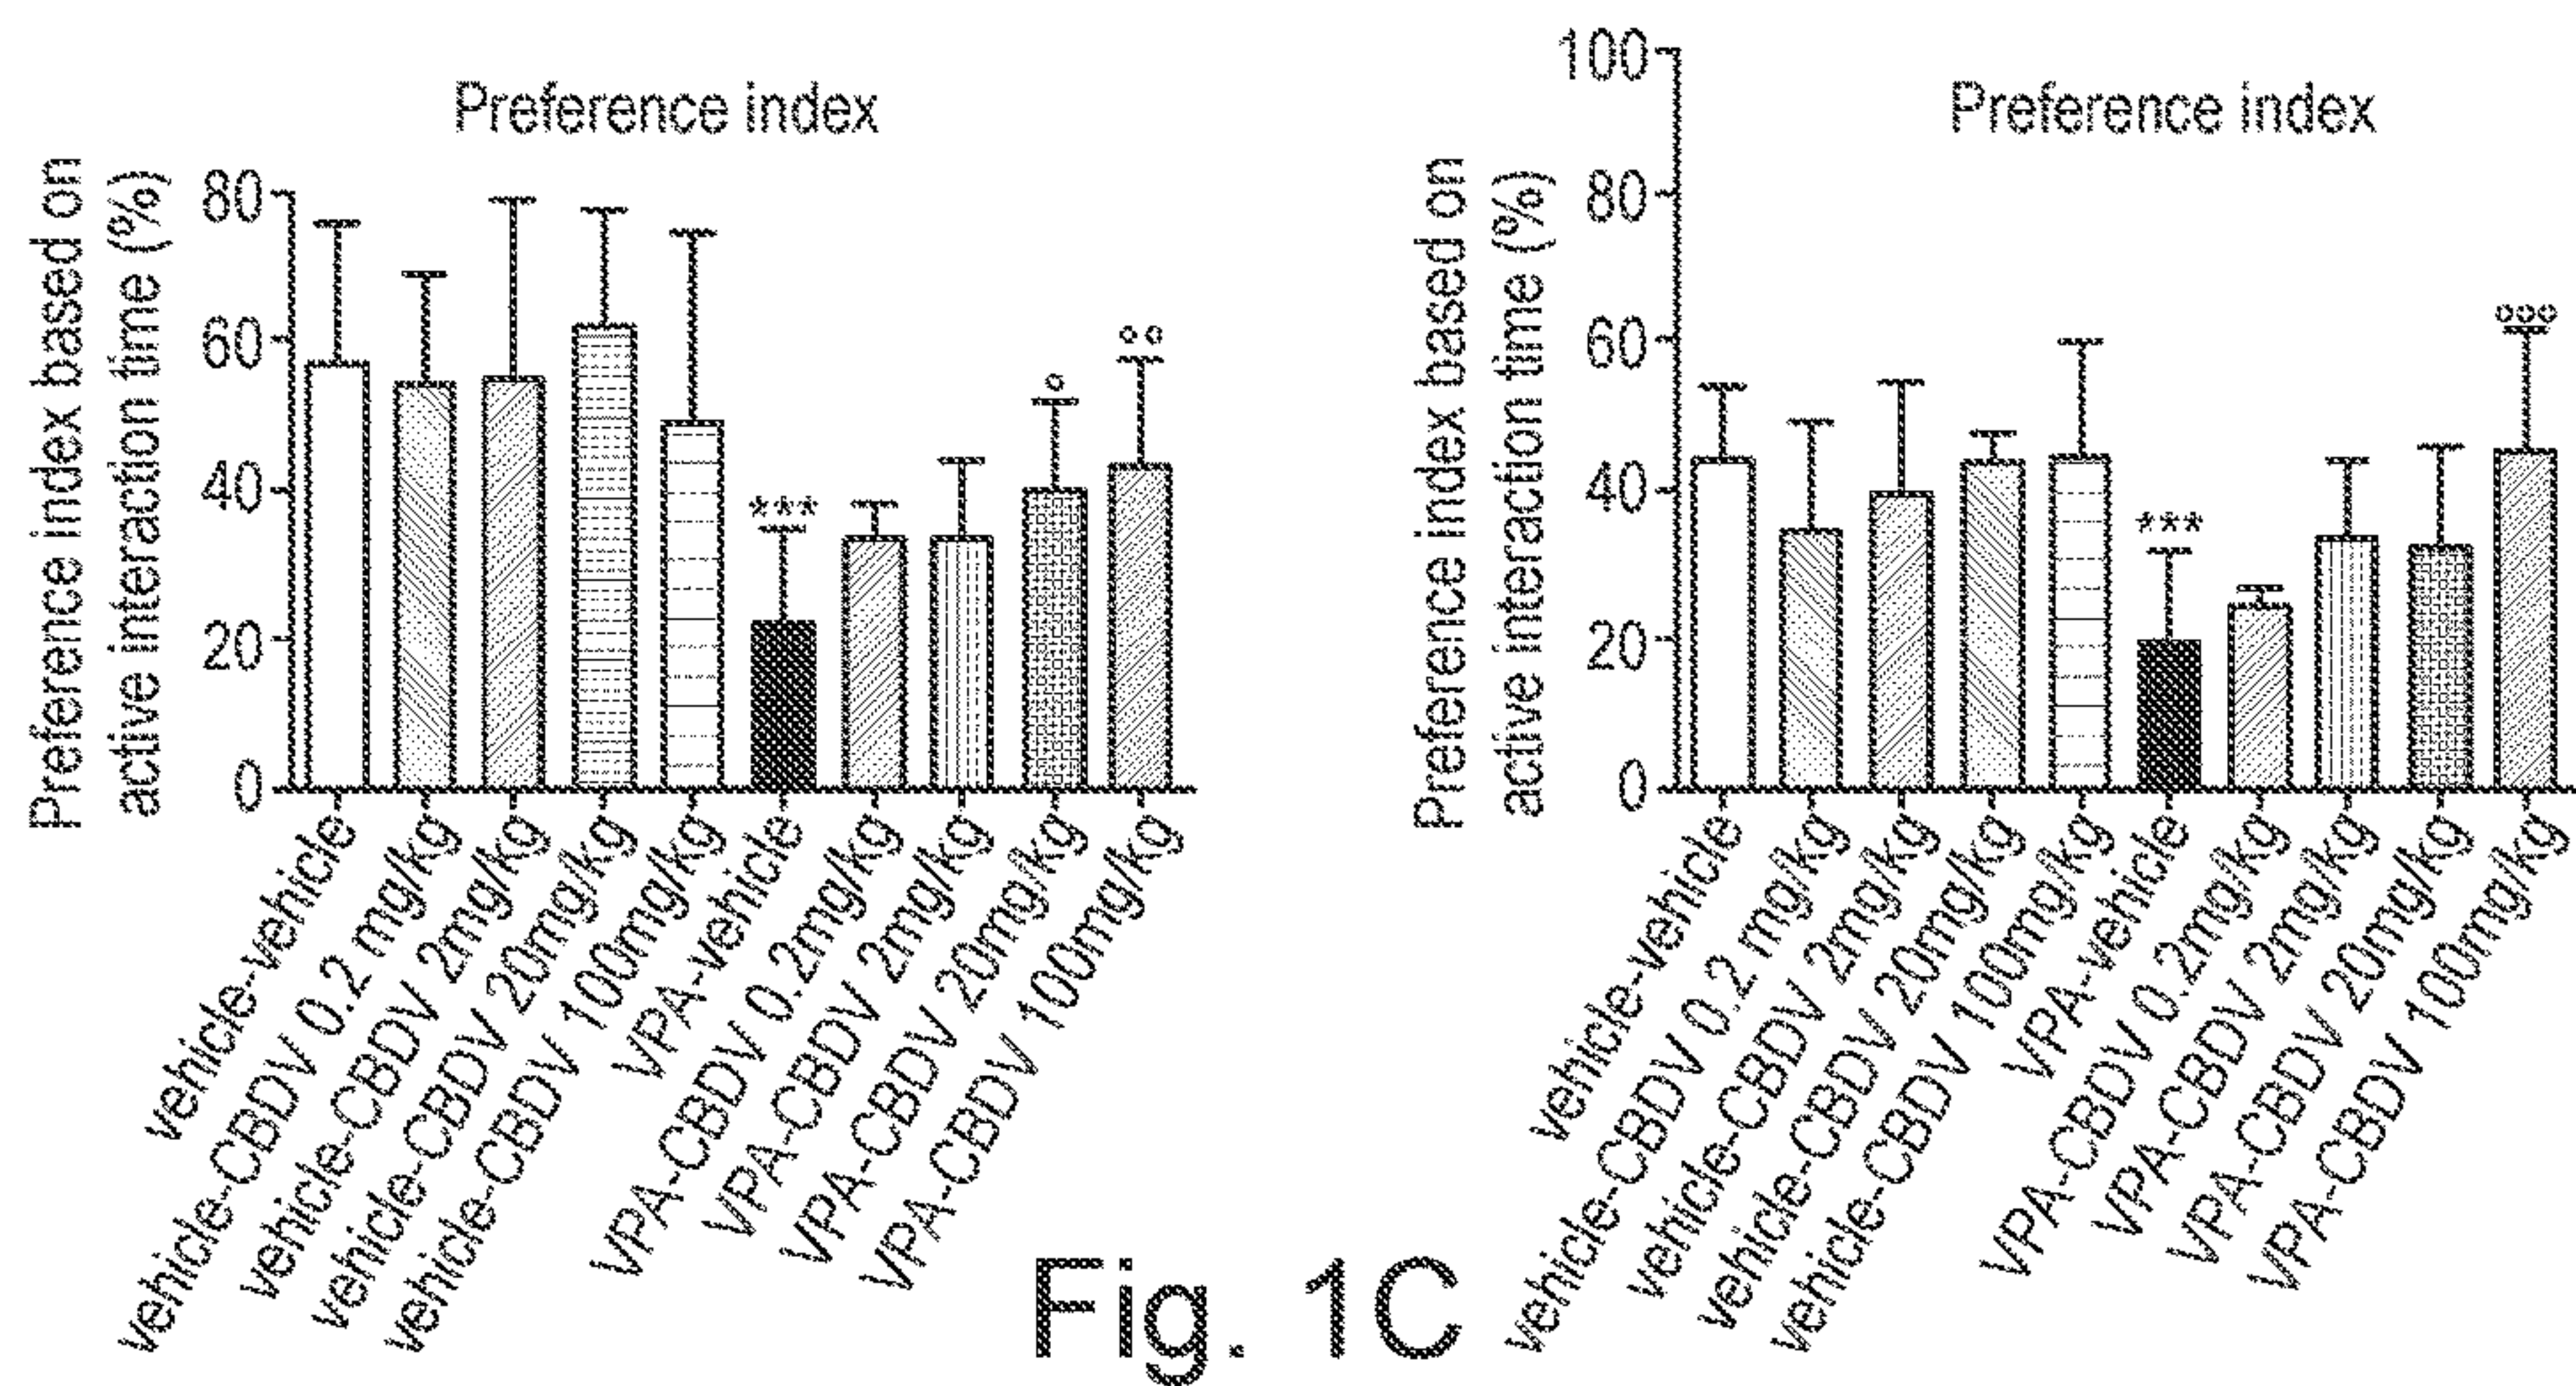 Preference index
Preference index based on
active interaction time (%)
80
60
40
20
0
***
°
°°
vehicle-vehicle
vehicle-CBDV 0.2 mg/kg
vehicle-CBDV 2mg/kg
vehicle-CBDV 20mg/kg
vehicle-CBDV 100mg/kg
VPA-vehicle
VPA-CBDV 0.2mg/kg
VPA-CBDV 2mg/kg
VPA-CBDV 20mg/kg
VPA-CBDV 100mg/kg
Preference index
Preference index based on
active interaction time (%)
100
80
60
40
20
0
***
°°°
vehicle-vehicle
vehicle-CBDV 0.2 mg/kg
vehicle-CBDV 2mg/kg
vehicle-CBDV 20mg/kg
vehicle-CBDV 100mg/kg
VPA-vehicle
VPA-CBDV 0.2mg/kg
VPA-CBDV 2mg/kg
VPA-CBDV 20mg/kg
VPA-CBDV 100mg/kg
Fig. 1C